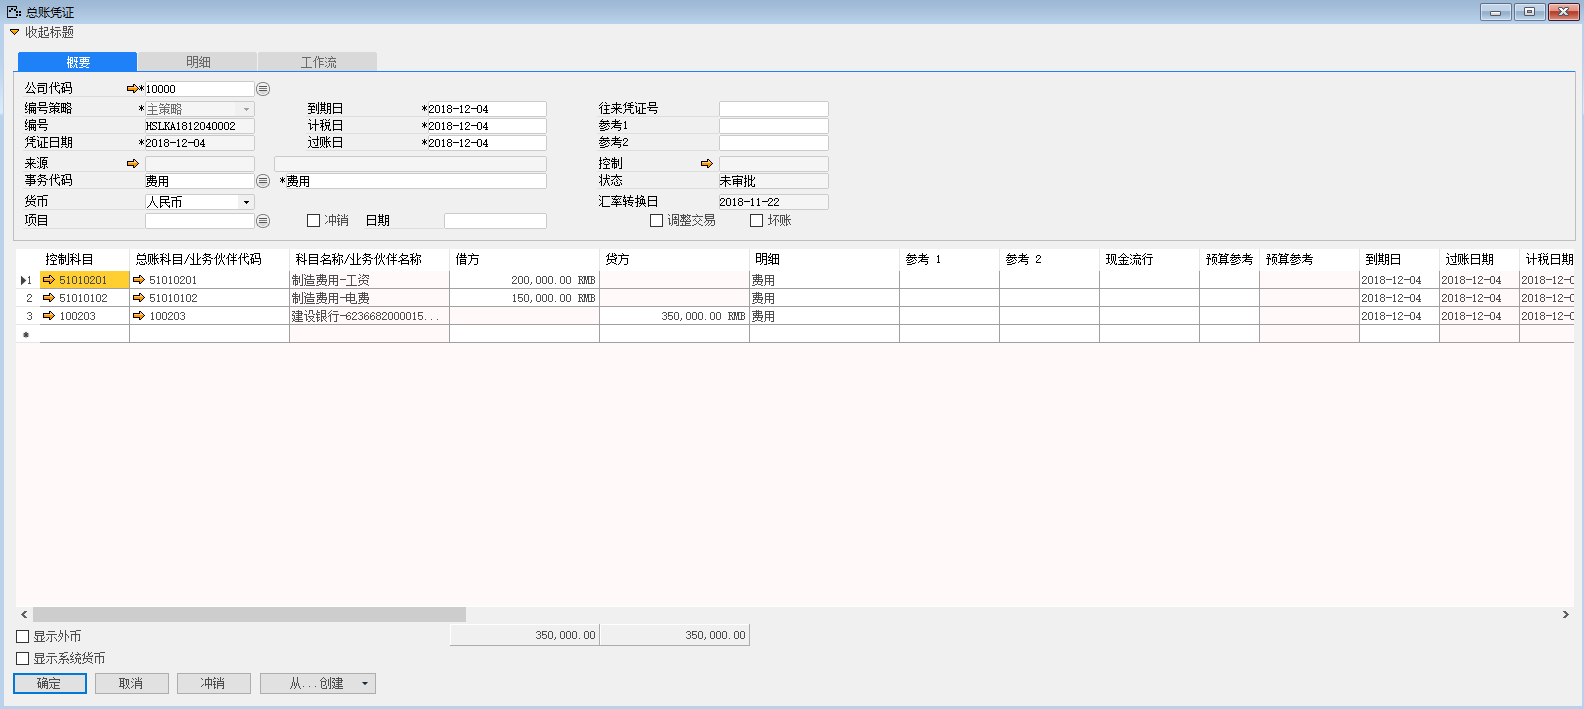 总账凭证
收起标题
概要 明细 工作流
公司代码 *10000
编号策略 *主策略 到期日 *2018-12-04 往来凭证号
编号 HSLKA1812040002 计税日 *2018-12-04 参考1
凭证日期 *2018-12-04 过账日 *2018-12-04 参考2
来源 控制
事务代码 费用 *费用 状态 未审批
货币 人民币 汇率转换日 2018-11-22
项目 冲销 日期 调整交易 坏账
控制科目 总账科目/业务伙伴代码 科目名称/业务伙伴名称 借方 贷方 明细 参考 1 参考 2 现金流行 预算参考 预算参考 到期日 过账日期 计税日期
1 51010201 51010201 制造费用-工资 200,000.00 RMB 费用 2018-12-04 2018-12-04 2018-12-0
2 51010102 51010102 制造费用-电费 150,000.00 RMB 费用 2018-12-04 2018-12-04 2018-12-0
3 100203 100203 建设银行-6236682000015... 350,000.00 RMB 费用 2018-12-04 2018-12-04 2018-12-0
*
显示外币 350,000.00 350,000.00
显示系统货币
确定 取消 冲销 从...创建